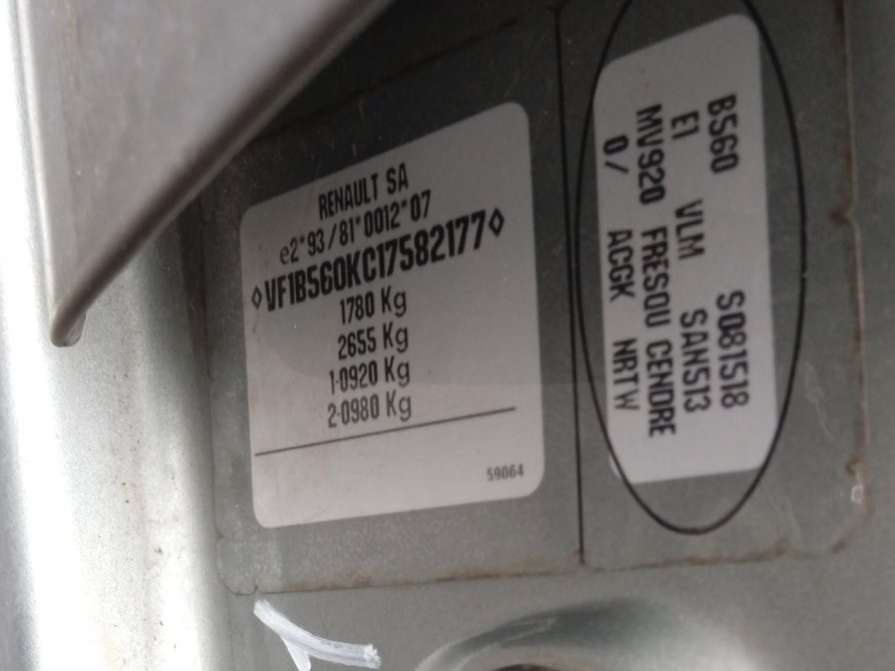 RENAULT SA
e2*93/81*0012*07
◊VF1B560KC17582177◊
1780 Kg
2655 Kg
1-0920 Kg
2-0980 Kg
59064
B560 S081518
E1 VLM SAN513
MV920 FRESOU CENDRE
0/ ACGK NRTW